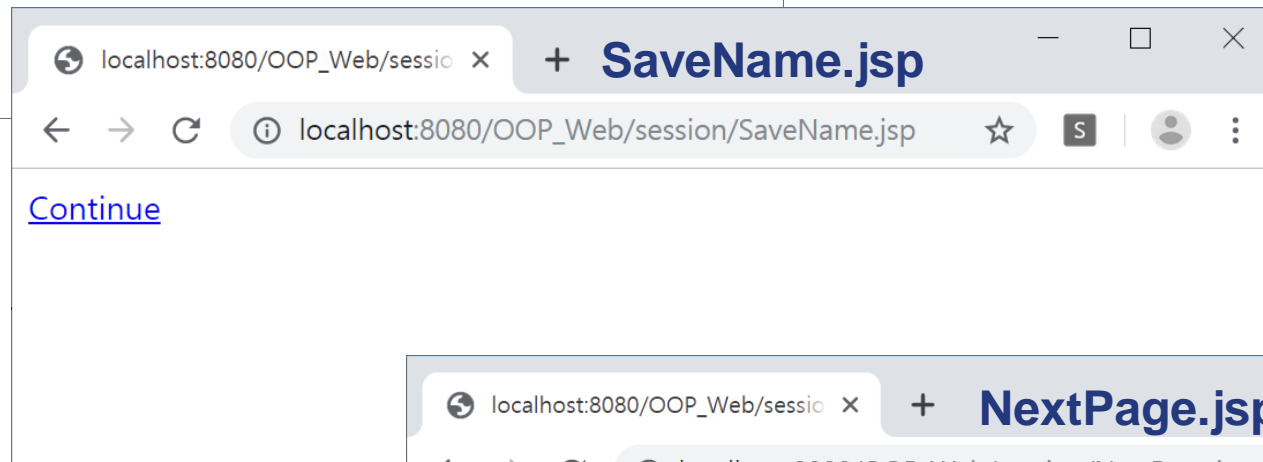 localhost:8080/OOP_Web/sessio SaveName.jsp
localhost:8080/OOP_Web/session/SaveName.jsp S
Continue
localhost:8080/OOP_Web/sessio NextPage.jsp